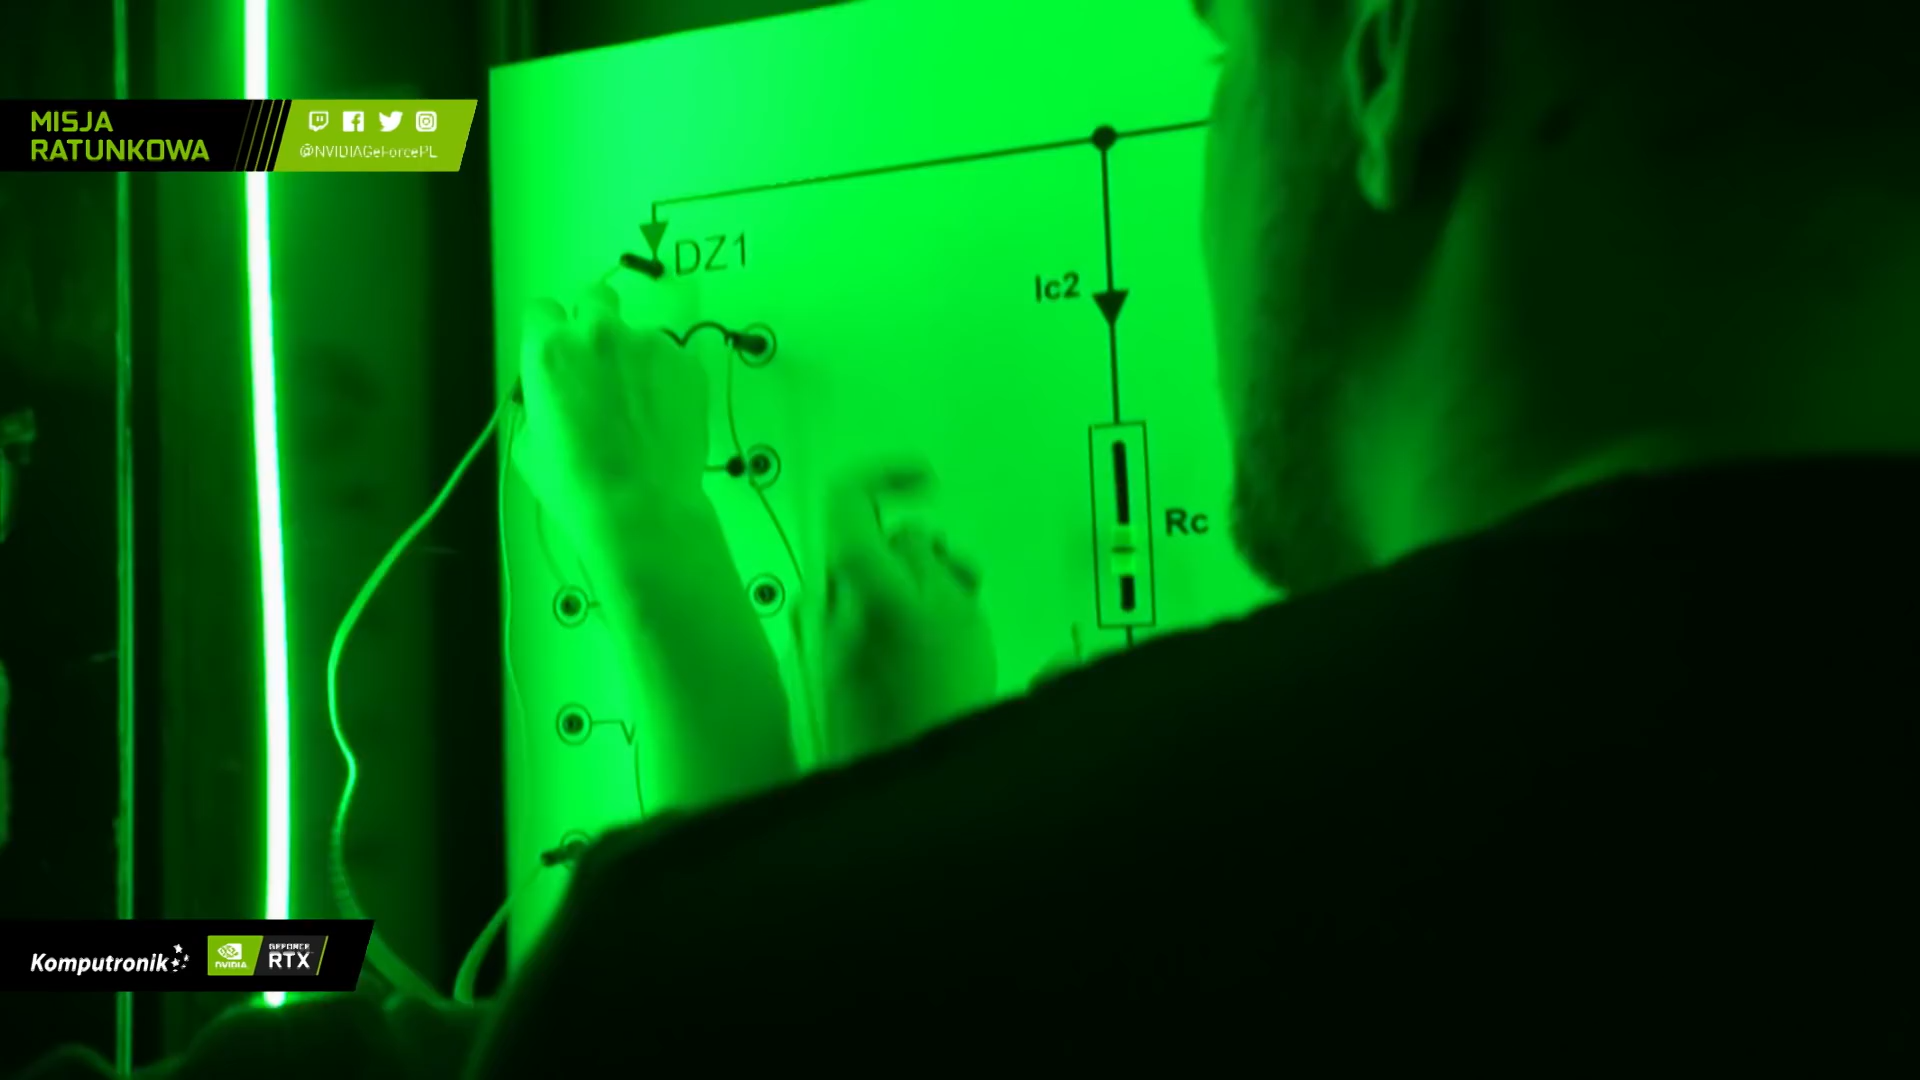 MISJA
RATUNKOWA
@NVIDIAGeForcePL
DZ1
Ic2
Rc
Komputronik
NVIDIA
GEFORCE
RTX